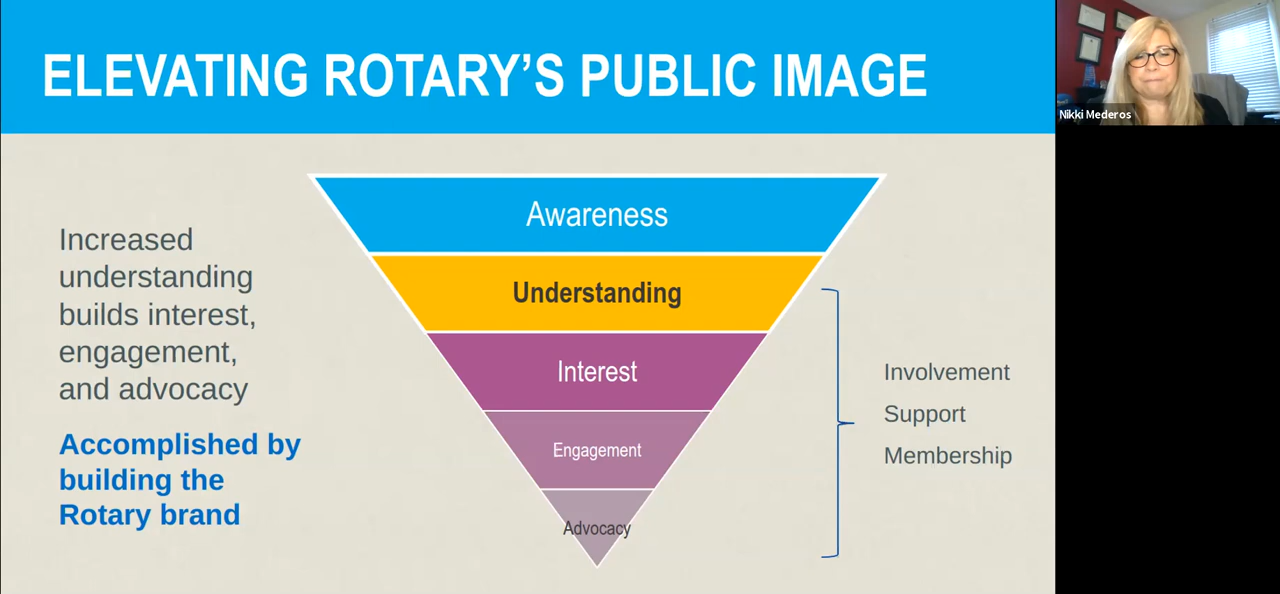 ELEVATING ROTARY’S PUBLIC IMAGE
Nikki Mederos
Increased
understanding
builds interest,
engagement,
and advocacy
Accomplished by
building the
Rotary brand
Awareness
Understanding
Interest
Engagement
Advocacy
Involvement
Support
Membership